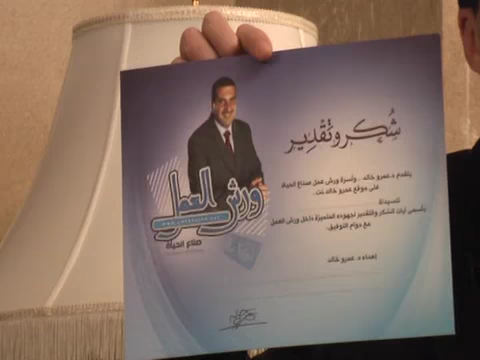 شكر وتقدير
يتقدم د.عمرو خالد .. وأسرة ورش عمل صناع الحياة
على موقع عمرو خالد.نت.
للسيد/ة
بأسمى آيات الشكر والتقدير لجهوده المتميزة داخل ورش العمل
مع دوام التوفيق.
إهداء د. عمرو خالد
ورش العمل
صناع الحياة